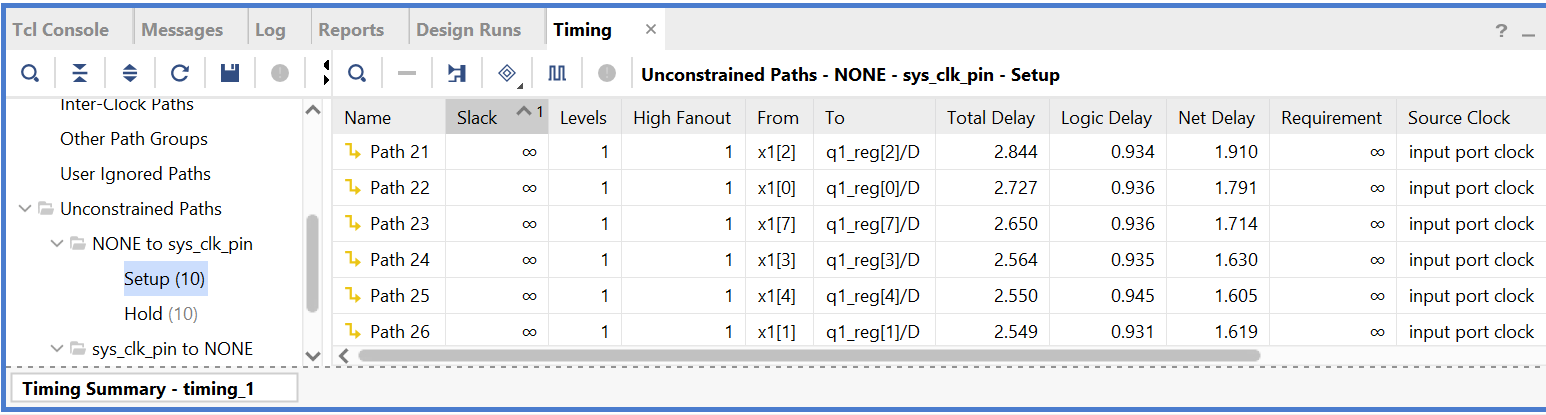 Tcl Console Messages Log Reports Design Runs Timing × ? _
Unconstrained Paths - NONE - sys_clk_pin - Setup
Inter-Clock Paths
Other Path Groups
User Ignored Paths
Unconstrained Paths
NONE to sys_clk_pin
Setup (10)
Hold (10)
sys_clk_pin to NONE
Name Slack 1 Levels High Fanout From To Total Delay Logic Delay Net Delay Requirement Source Clock
Path 21 ∞ 1 1 x1[2] q1_reg[2]/D 2.844 0.934 1.910 ∞ input port clock
Path 22 ∞ 1 1 x1[0] q1_reg[0]/D 2.727 0.936 1.791 ∞ input port clock
Path 23 ∞ 1 1 x1[7] q1_reg[7]/D 2.650 0.936 1.714 ∞ input port clock
Path 24 ∞ 1 1 x1[3] q1_reg[3]/D 2.564 0.935 1.630 ∞ input port clock
Path 25 ∞ 1 1 x1[4] q1_reg[4]/D 2.550 0.945 1.605 ∞ input port clock
Path 26 ∞ 1 1 x1[1] q1_reg[1]/D 2.549 0.931 1.619 ∞ input port clock
Timing Summary - timing_1